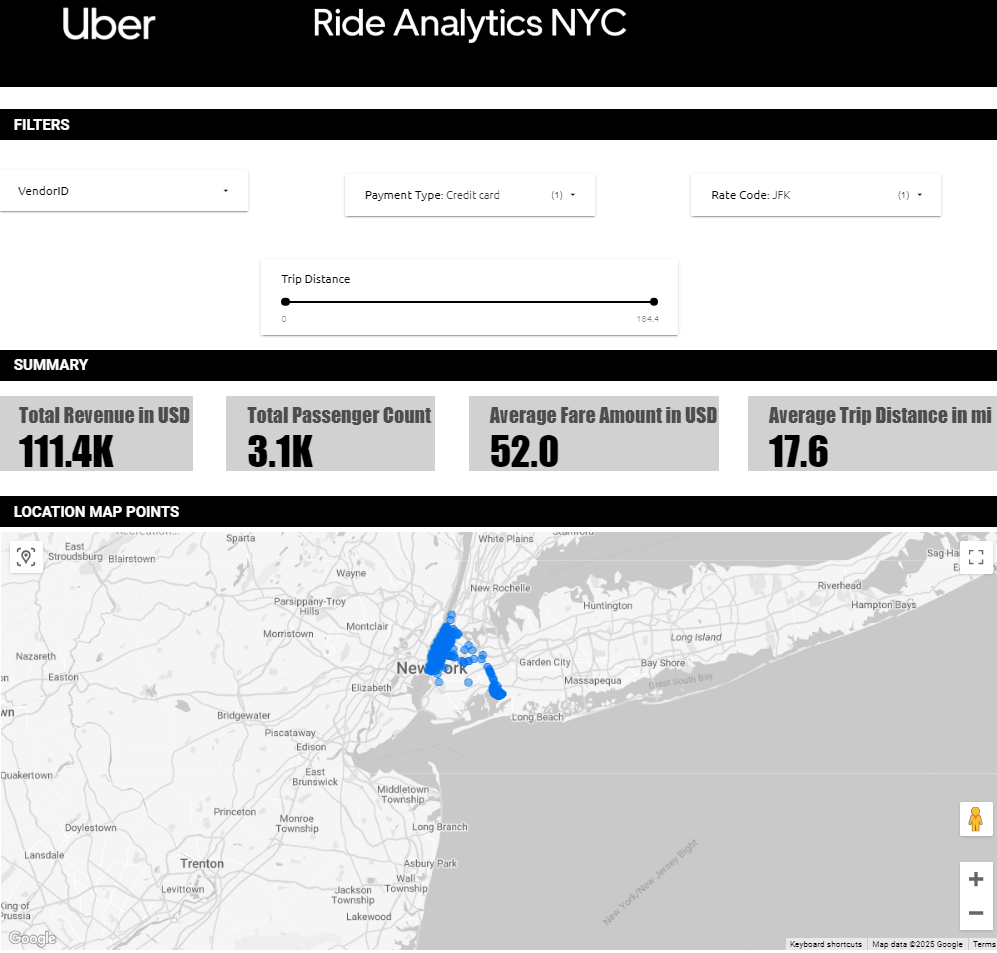 Uber
Ride Analytics NYC
FILTERS
VendorID
Payment Type: Credit card (1)
Rate Code: JFK (1)
Trip Distance
0 184.4
SUMMARY
Total Revenue in USD
111.4K
Total Passenger Count
3.1K
Average Fare Amount in USD
52.0
Average Trip Distance in mi
17.6
LOCATION MAP POINTS
Recreation...
Sparta
White Plains
Stamford
East
Stroudsburg
Blairstown
Sag Ha
Wayne
New Rochelle
Riverhead
Parsippany-Troy
Hills
Huntington
Hampton Bays
Montclair
Morristown
Long Island
Nazareth
New York
Garden City
Bay Shore
Easton
Massapequa
Great South Bay
Elizabeth
Bridgewater
Long Beach
Piscataway
Edison
Quakertown
East
Brunswick
Middletown
Township
Princeton
Monroe
Township
Doylestown
Long Branch
Lansdale
Trenton
Asbury Park
Levittown
Wall
Township
Jackson
Township
King of
Prussia
Lakewood
New York/New Jersey Bight
Google
Keyboard shortcuts
Map data ©2025 Google
Terms